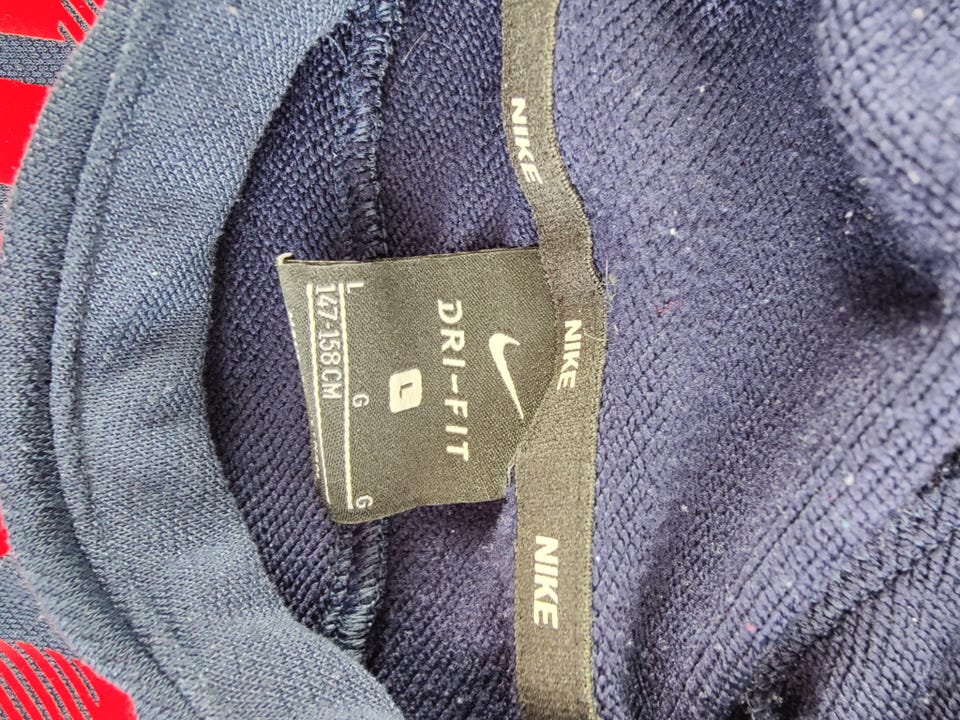 NIKE
NIKE
NIKE
DRI-FIT
L
L G G
147-158CM